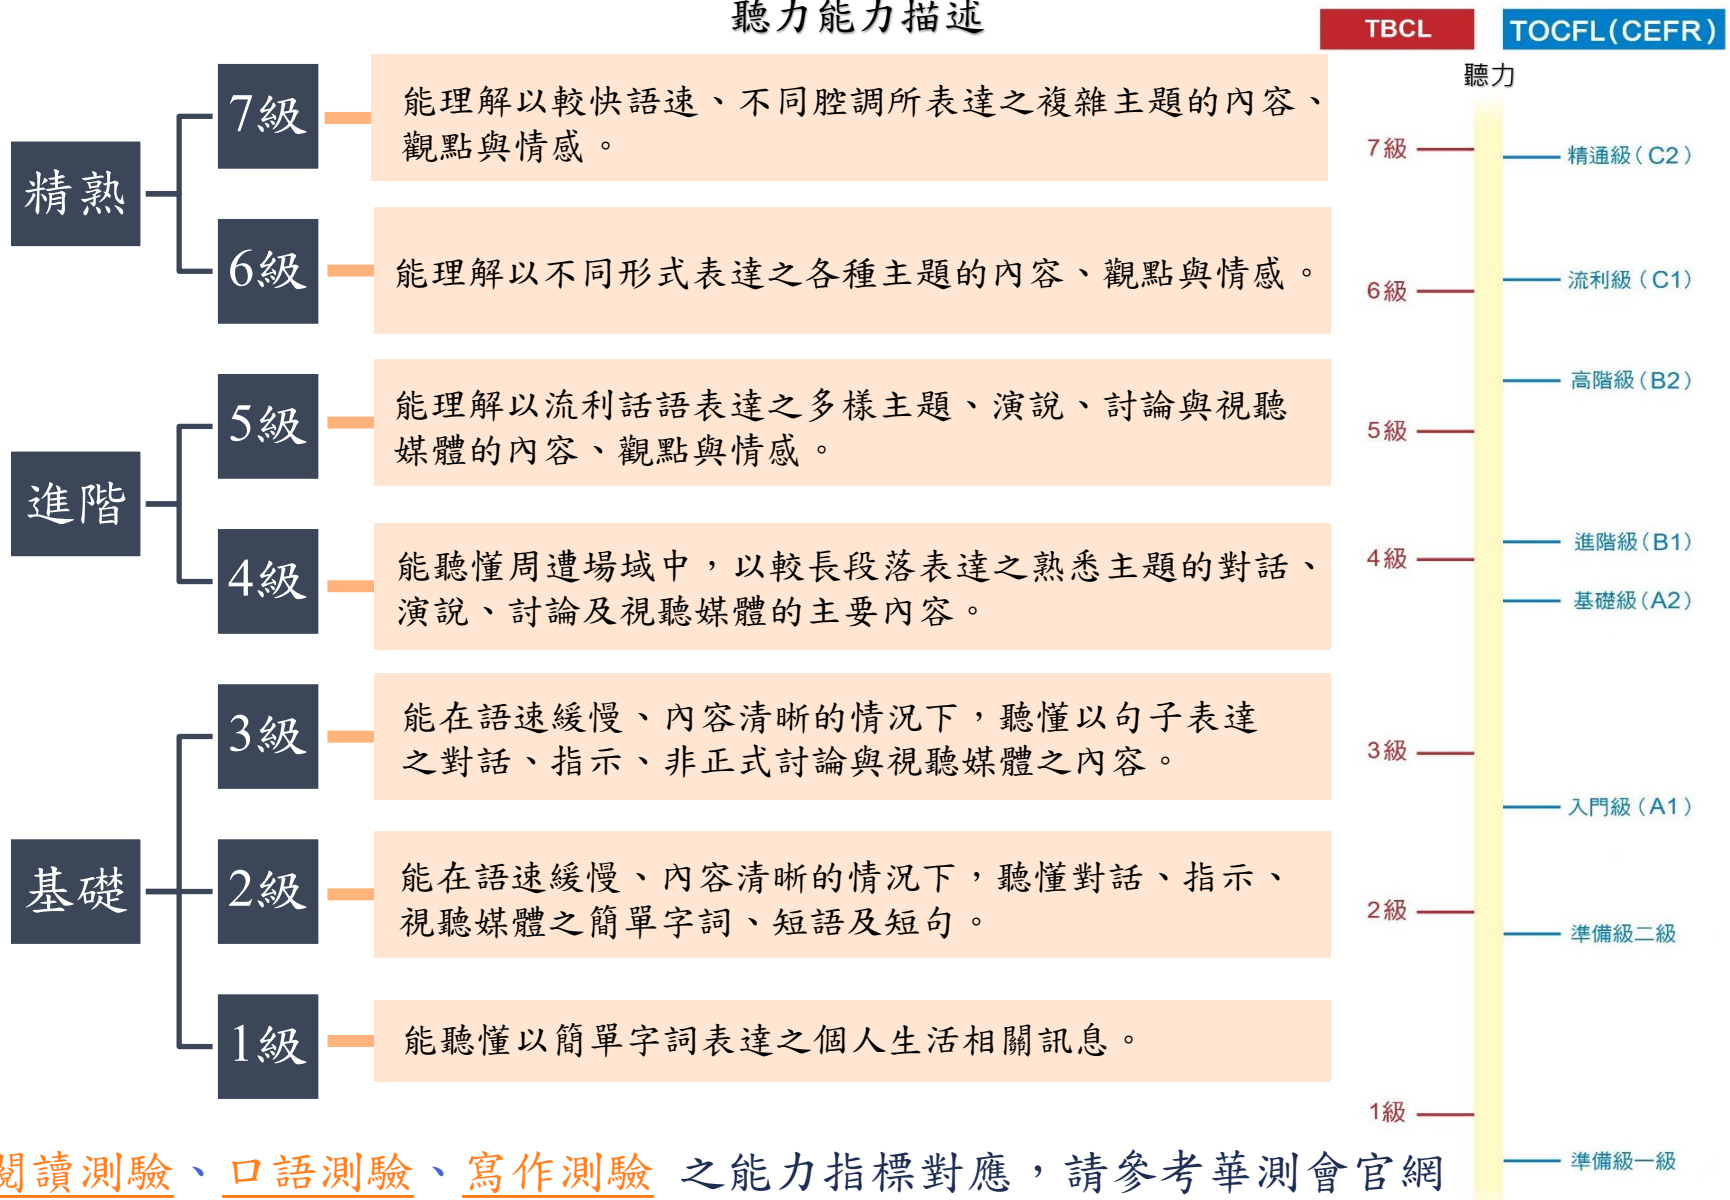 聽力能力描述
精熟
7級
能理解以較快語速、不同腔調所表達之複雜主題的內容、
觀點與情感。
6級
能理解以不同形式表達之各種主題的內容、觀點與情感。
進階
5級
能理解以流利話語表達之多樣主題、演說、討論與視聽
媒體的內容、觀點與情感。
4級
能聽懂周遭場域中，以較長段落表達之熟悉主題的對話、
演說、討論及視聽媒體的主要內容。
基礎
3級
能在語速緩慢、內容清晰的情況下，聽懂以句子表達
之對話、指示、非正式討論與視聽媒體之內容。
2級
能在語速緩慢、內容清晰的情況下，聽懂對話、指示、
視聽媒體之簡單字詞、短語及短句。
1級
能聽懂以簡單字詞表達之個人生活相關訊息。
TBCL
TOCFL(CEFR)
聽力
7級
精通級(C2)
流利級(C1)
6級
高階級(B2)
5級
進階級(B1)
4級
基礎級(A2)
3級
入門級(A1)
2級
準備級二級
1級
準備級一級
閱讀測驗、口語測驗、寫作測驗 之能力指標對應，請參考華測會官網